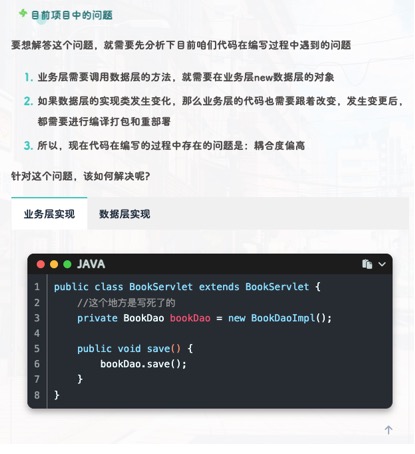 目前项目中的问题
要想解答这个问题，就需要先分析下目前咱们代码在编写过程中遇到的问题
1. 业务层需要调用数据层的方法，就需要在业务层new数据层的对象
2. 如果数据层的实现类发生变化，那么业务层的代码也需要跟着改变，发生变更后，
都需要进行编译打包和重部署
3. 所以，现在代码在编写的过程中存在的问题是：耦合度偏高
针对这个问题，该如何解决呢?
业务层实现 数据层实现
JAVA
1 public class BookServlet extends BookServlet {
2 //这个地方是写死了的
3 private BookDao bookDao = new BookDaoImpl();
4
5 public void save() {
6 bookDao.save();
7 }
8 }